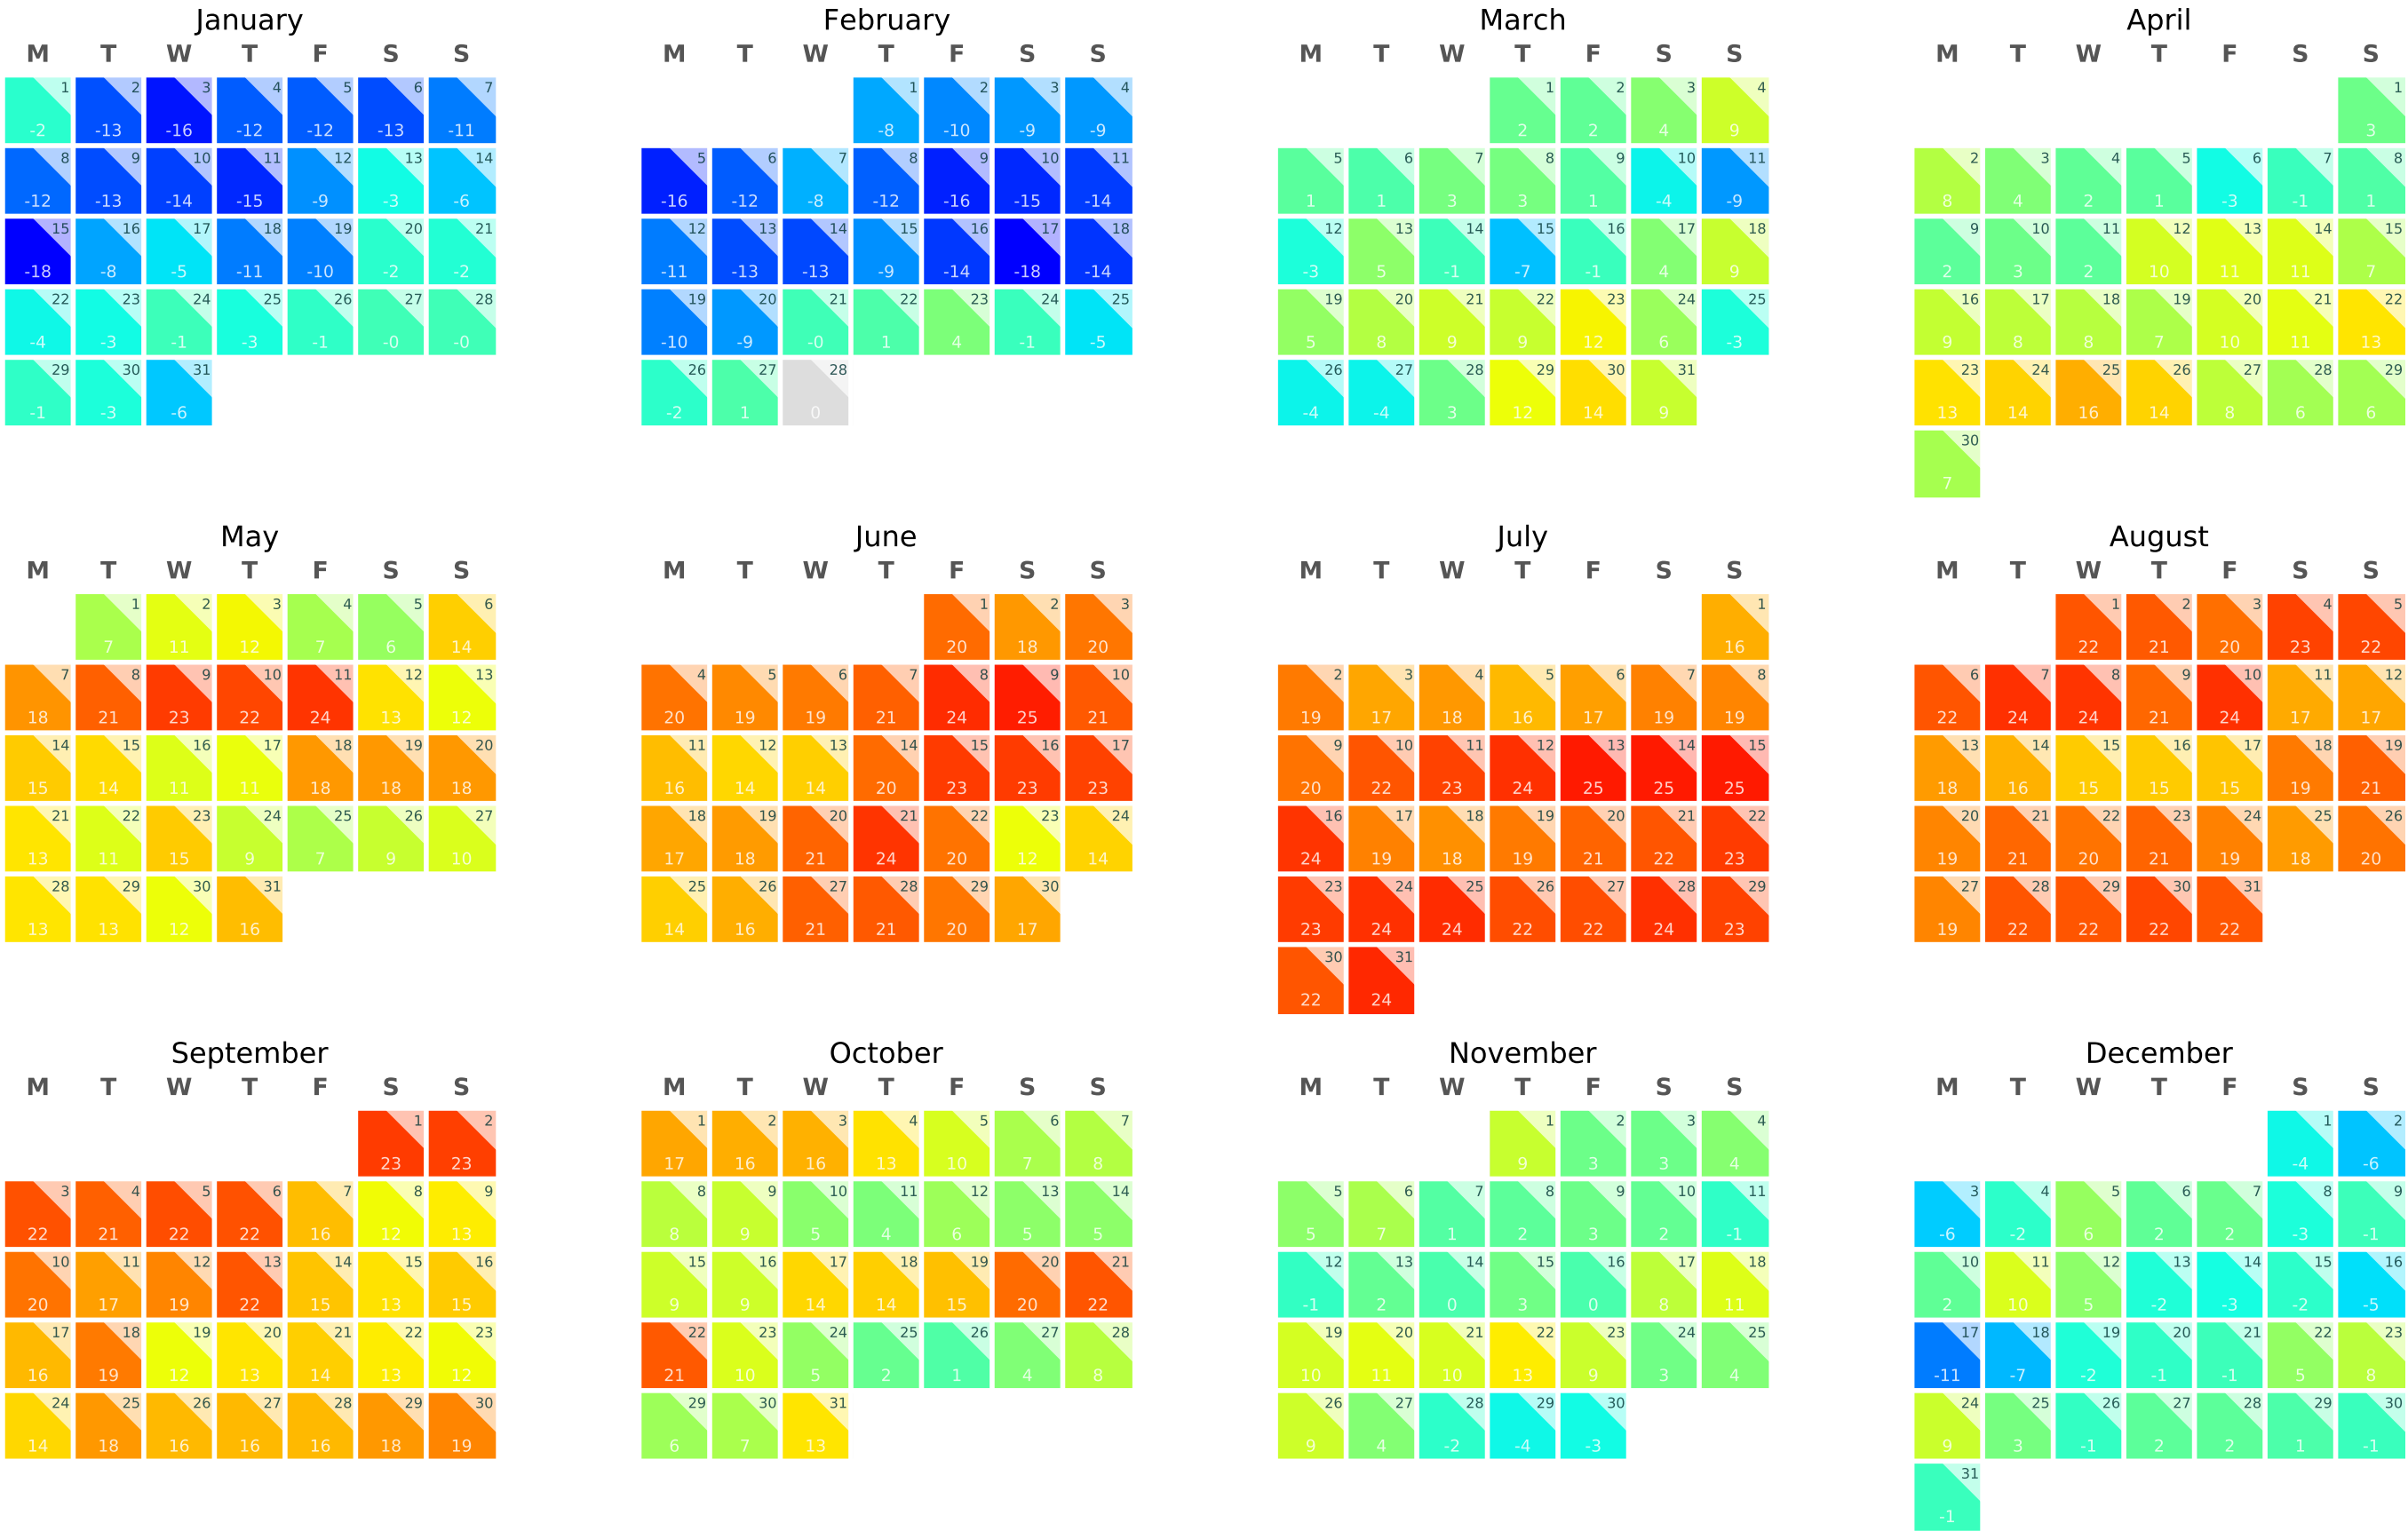 January February March April
M T W T F S S M T W T F S S M T W T F S S M T W T F S S
1 2 3 4 5 6 7 1 2 3 4 1 2 3 4 1
-2 -13 -16 -12 -12 -13 -11 -8 -10 -9 -9 2 2 4 9 3
8 9 10 11 12 13 14 5 6 7 8 9 10 11 5 6 7 8 9 10 11 2 3 4 5 6 7 8
-12 -13 -14 -15 -9 -3 -6 -16 -12 -8 -12 -16 -15 -14 1 1 3 3 1 -4 -9 8 4 2 1 -3 -1 1
15 16 17 18 19 20 21 12 13 14 15 16 17 18 12 13 14 15 16 17 18 9 10 11 12 13 14 15
-18 -8 -5 -11 -10 -2 -2 -11 -13 -13 -9 -14 -18 -14 -3 5 -1 -7 -1 4 9 2 3 2 10 11 11 7
22 23 24 25 26 27 28 19 20 21 22 23 24 25 19 20 21 22 23 24 25 16 17 18 19 20 21 22
-4 -3 -1 -3 -1 -0 -0 -10 -9 -0 1 4 -1 -5 5 8 9 9 12 6 -3 9 8 8 7 10 11 13
29 30 31 26 27 28 26 27 28 29 30 31 23 24 25 26 27 28 29
-1 -3 -6 -2 1 0 -4 -4 3 12 14 9 13 14 16 14 8 6 6
30
7
May June July August
M T W T F S S M T W T F S S M T W T F S S M T W T F S S
1 2 3 4 5 6 1 2 3 1 1 2 3 4 5
7 11 12 7 6 14 20 18 20 16 22 21 20 23 22
7 8 9 10 11 12 13 4 5 6 7 8 9 10 2 3 4 5 6 7 8 6 7 8 9 10 11 12
18 21 23 22 24 13 12 20 19 19 21 24 25 21 19 17 18 16 17 19 19 22 24 24 21 24 17 17
14 15 16 17 18 19 20 11 12 13 14 15 16 17 9 10 11 12 13 14 15 13 14 15 16 17 18 19
15 14 11 11 18 18 18 16 14 14 20 23 23 23 20 22 23 24 25 25 25 18 16 15 15 15 19 21
21 22 23 24 25 26 27 18 19 20 21 22 23 24 16 17 18 19 20 21 22 20 21 22 23 24 25 26
13 11 15 9 7 9 10 17 18 21 24 20 12 14 24 19 18 19 21 22 23 19 21 20 21 19 18 20
28 29 30 31 25 26 27 28 29 30 23 24 25 26 27 28 29 27 28 29 30 31
13 13 12 16 14 16 21 21 20 17 23 24 24 22 22 24 23 19 22 22 22 22
30 31
22 24
September October November December
M T W T F S S M T W T F S S M T W T F S S M T W T F S S
1 2 1 2 3 4 5 6 7 1 2 3 4 1 2
23 23 17 16 16 13 10 7 8 9 3 3 4 -4 -6
3 4 5 6 7 8 9 8 9 10 11 12 13 14 5 6 7 8 9 10 11 3 4 5 6 7 8 9
22 21 22 22 16 12 13 8 9 5 4 6 5 5 5 7 1 2 3 2 -1 -6 -2 6 2 2 -3 -1
10 11 12 13 14 15 16 15 16 17 18 19 20 21 12 13 14 15 16 17 18 10 11 12 13 14 15 16
20 17 19 22 15 13 15 9 9 14 14 15 20 22 -1 2 0 3 0 8 11 2 10 5 -2 -3 -2 -5
17 18 19 20 21 22 23 22 23 24 25 26 27 28 19 20 21 22 23 24 25 17 18 19 20 21 22 23
16 19 12 13 14 13 12 21 10 5 2 1 4 8 10 11 10 13 9 3 4 -11 -7 -2 -1 -1 5 8
24 25 26 27 28 29 30 29 30 31 26 27 28 29 30 24 25 26 27 28 29 30
14 18 16 16 16 18 19 6 7 13 9 4 -2 -4 -3 9 3 -1 2 2 1 -1
31
-1